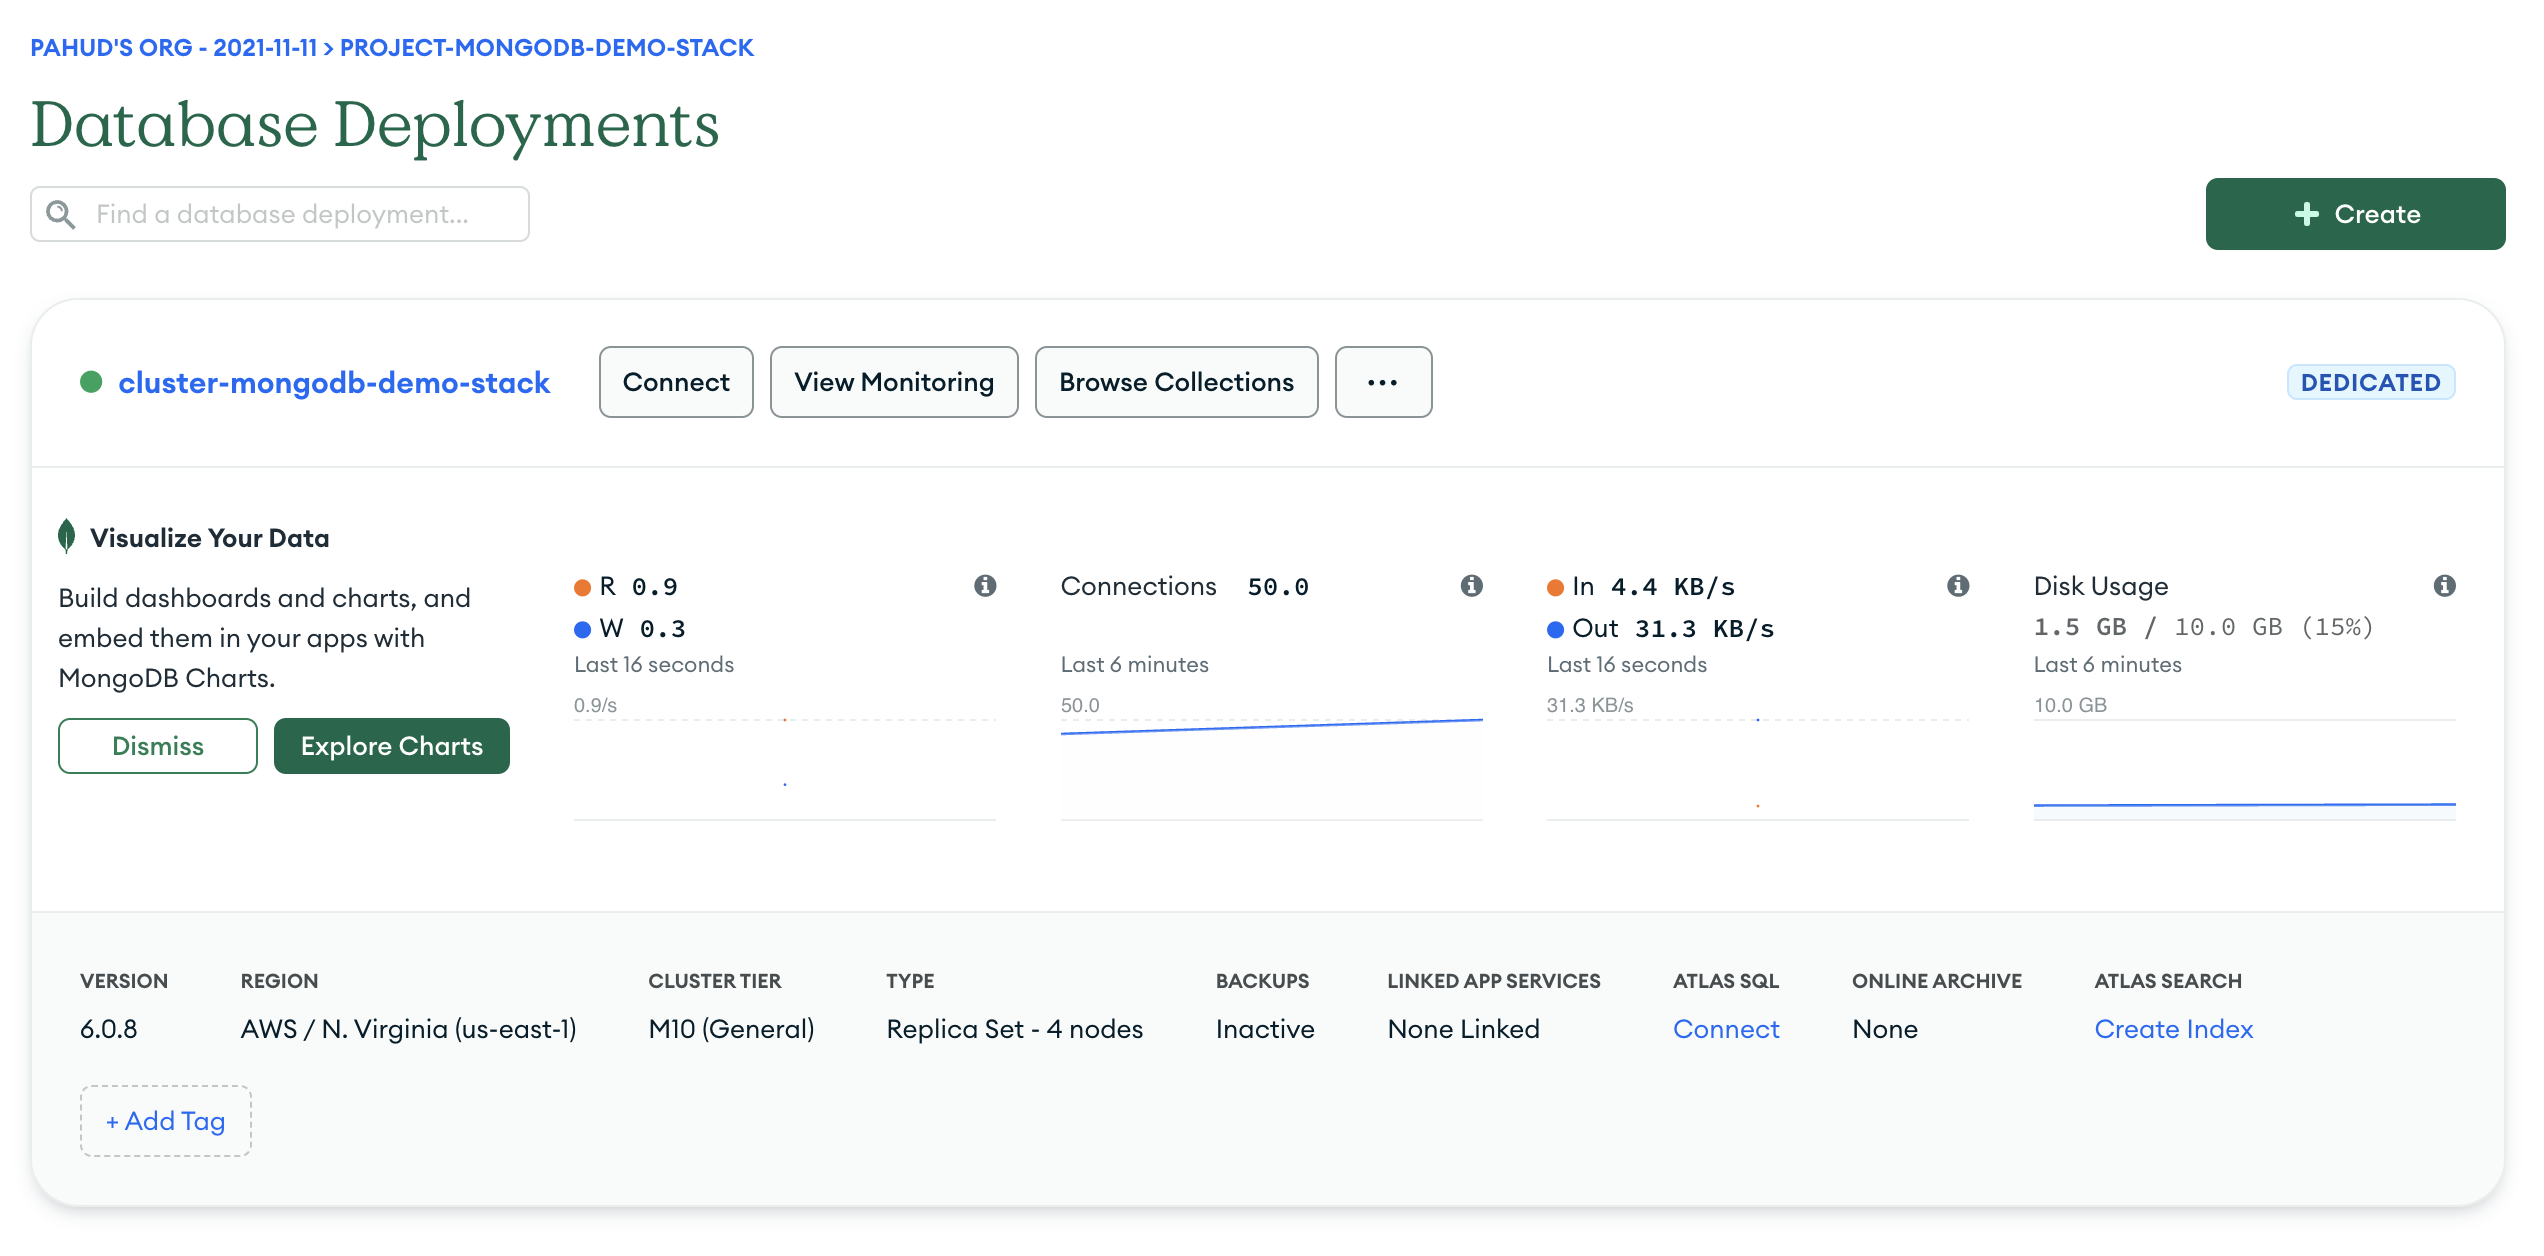 PAHUD'S ORG - 2021-11-11 > PROJECT-MONGODB-DEMO-STACK
Database Deployments
Find a database deployment...
+ Create
cluster-mongodb-demo-stack
Connect
View Monitoring
Browse Collections
...
DEDICATED
Visualize Your Data
Build dashboards and charts, and
embed them in your apps with
MongoDB Charts.
Dismiss
Explore Charts
R 0.9
W 0.3
Last 16 seconds
0.9/s
Connections 50.0
Last 6 minutes
50.0
In 4.4 KB/s
Out 31.3 KB/s
Last 16 seconds
31.3 KB/s
Disk Usage
1.5 GB / 10.0 GB (15%)
Last 6 minutes
10.0 GB
VERSION
6.0.8
REGION
AWS / N. Virginia (us-east-1)
CLUSTER TIER
M10 (General)
TYPE
Replica Set - 4 nodes
BACKUPS
Inactive
LINKED APP SERVICES
None Linked
ATLAS SQL
Connect
ONLINE ARCHIVE
None
ATLAS SEARCH
Create Index
+ Add Tag